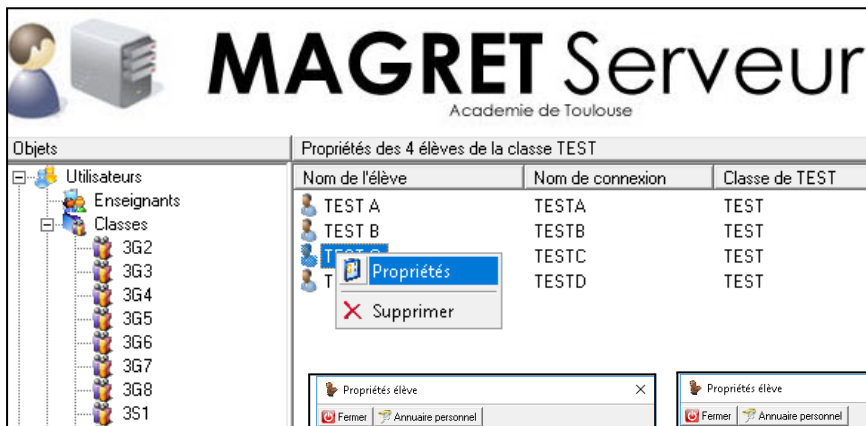 MAGRET Serveur
Academie de Toulouse
Objets
Propriétés des 4 élèves de la classe TEST
Utilisateurs
Enseignants
Classes
3G2
3G3
3G4
3G5
3G6
3G7
3G8
3S1
Nom de l'élève Nom de connexion Classe de TEST
TEST A TESTA TEST
TEST B TESTB TEST
TESTC TEST
T TESTD TEST
Propriétés
Supprimer
Propriétés élève
Fermer Annuaire personnel
Propriétés élève
Fermer Annuaire personnel